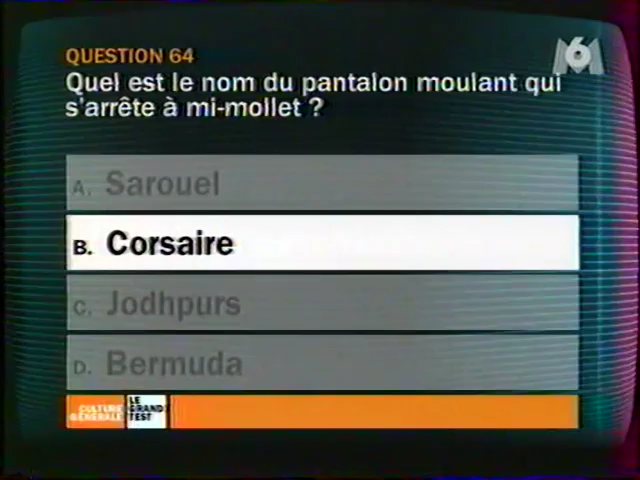 M6
QUESTION 64
Quel est le nom du pantalon moulant qui
s'arrête à mi-mollet ?
A. Sarouel
B. Corsaire
C. Jodhpurs
D. Bermuda
CULTURE
GÉNÉRALE
LE
GRAND
TEST